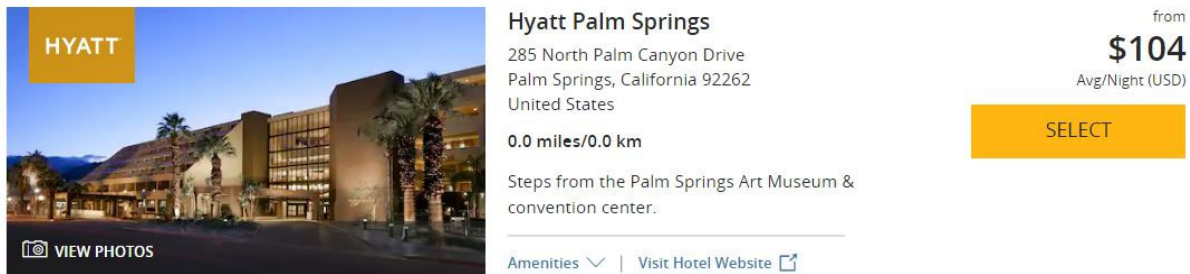 HYATT
VIEW PHOTOS
Hyatt Palm Springs
285 North Palm Canyon Drive
Palm Springs, California 92262
United States
0.0 miles/0.0 km
Steps from the Palm Springs Art Museum &
convention center.
Amenities | Visit Hotel Website
from
$104
Avg/Night (USD)
SELECT